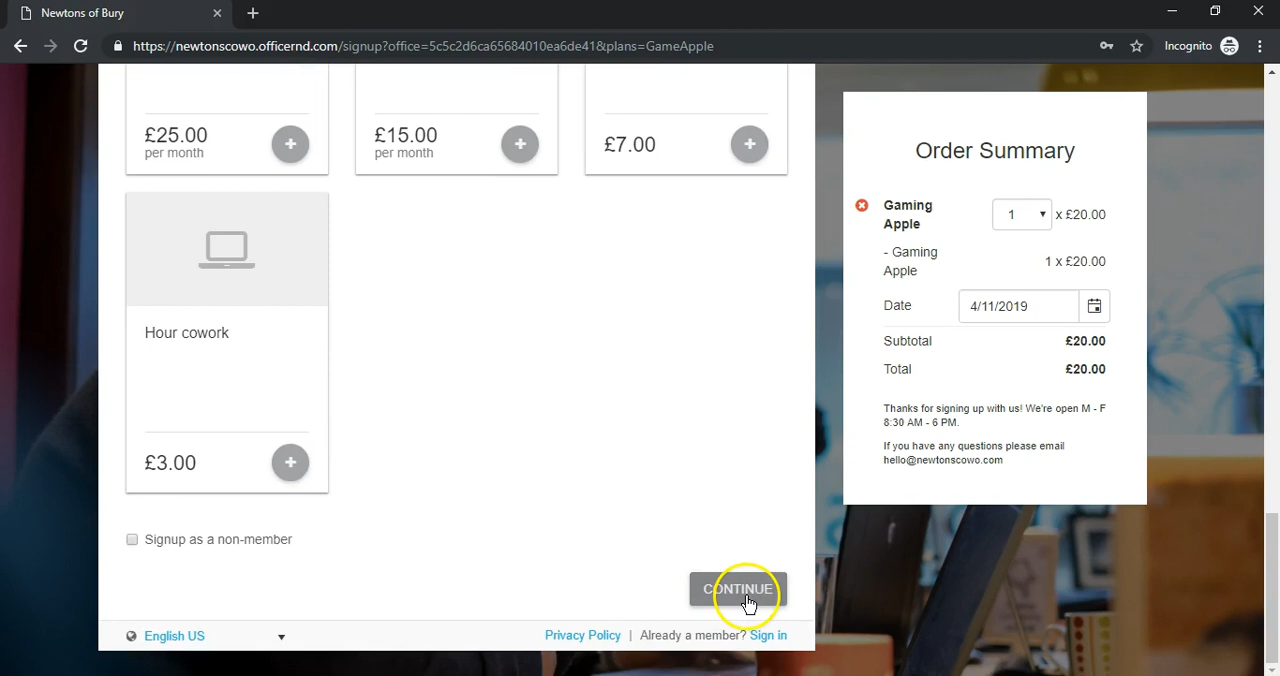 Newtons of Bury
https://newtonscowo.officernd.com/signup?office=5c5c2d6ca65684010ea6de41&plans=GameApple
Incognito
£25.00
per month
£15.00
per month
£7.00
Hour cowork
£3.00
Signup as a non-member
CONTINUE
English US
Privacy Policy | Already a member? Sign in
Order Summary
Gaming
Apple
1 x £20.00
- Gaming
Apple
1 x £20.00
Date 4/11/2019
Subtotal £20.00
Total £20.00
Thanks for signing up with us! We're open M - F
8:30 AM - 6 PM.
If you have any questions please email
hello@newtonscowo.com